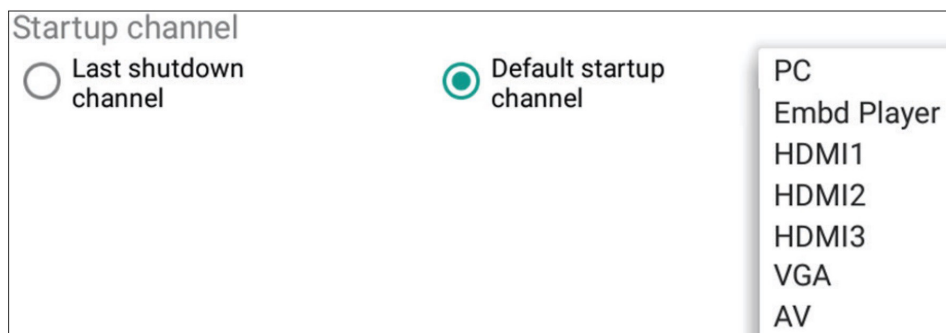 Startup channel
Last shutdown
channel
Default startup
channel
PC
Embd Player
HDMI1
HDMI2
HDMI3
VGA
AV